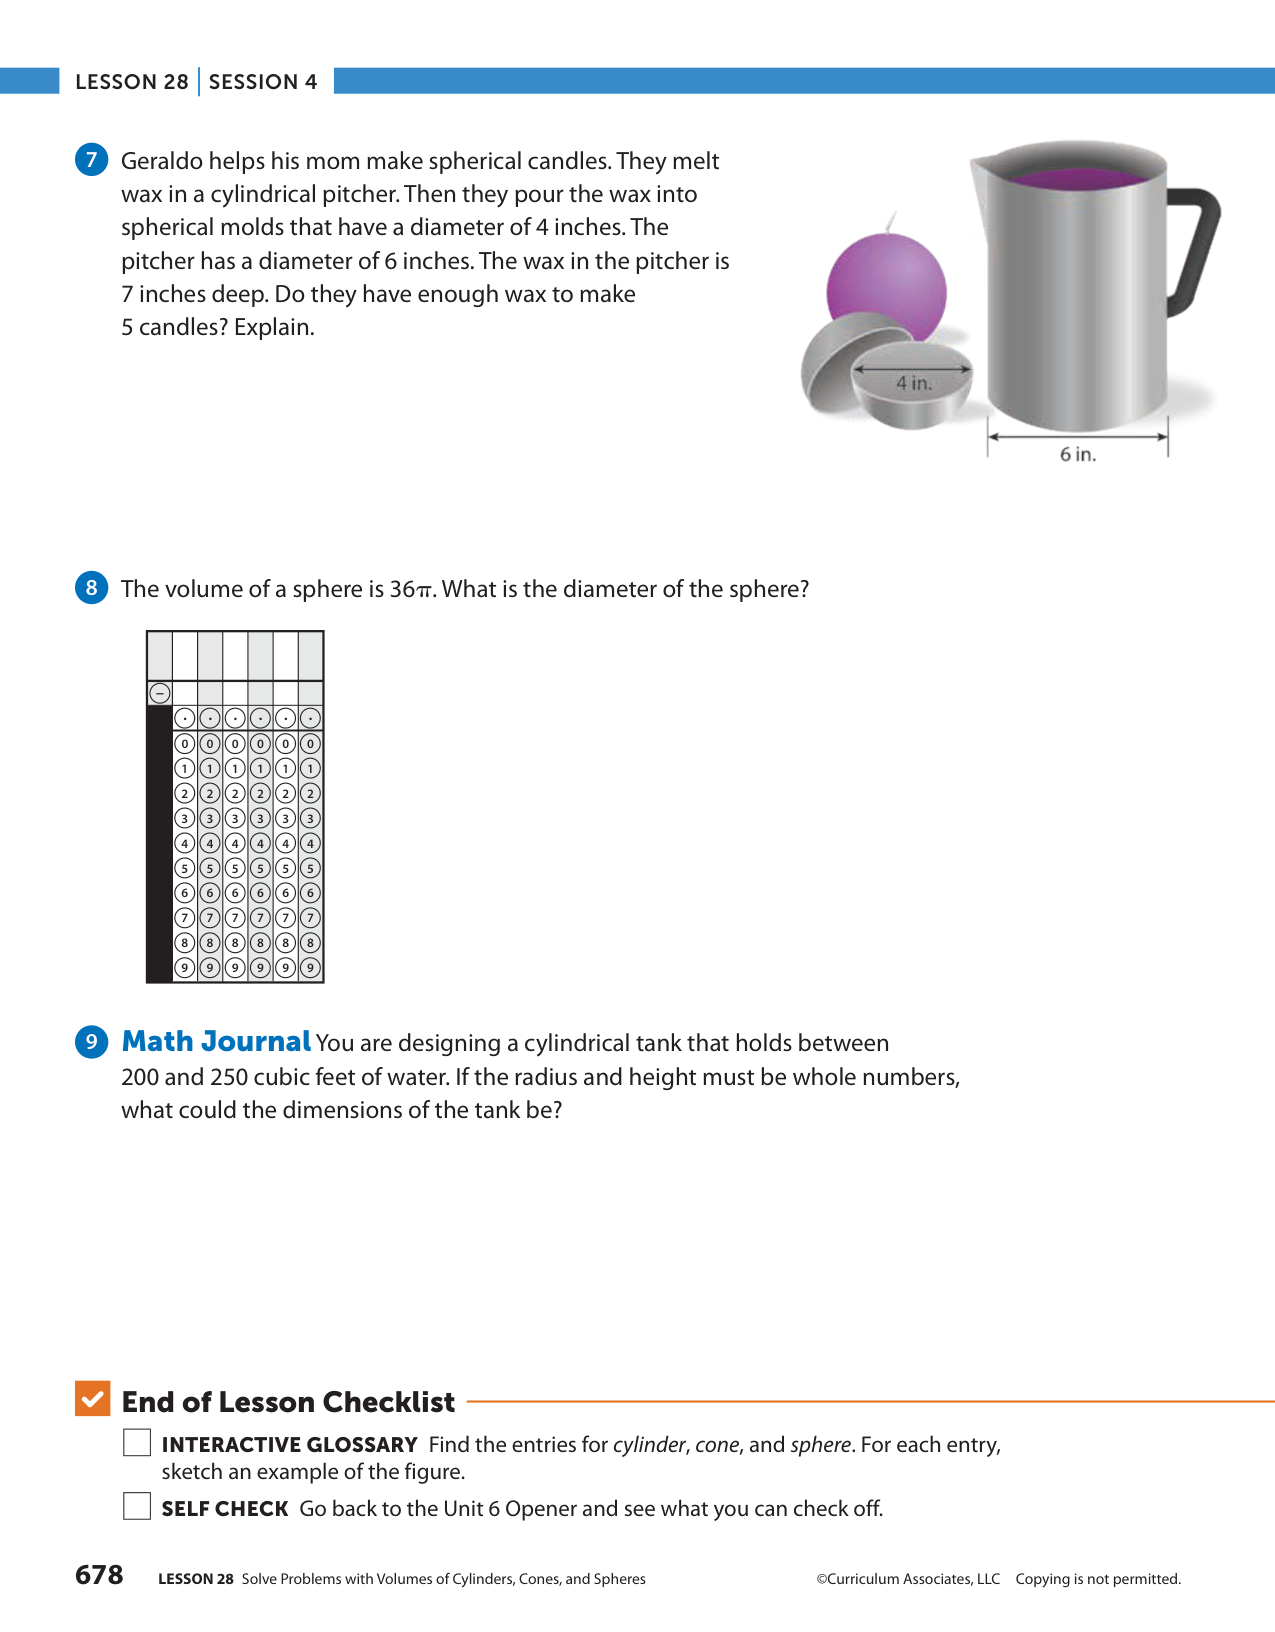 LESSON 28 | SESSION 4
7 Geraldo helps his mom make spherical candles. They melt
wax in a cylindrical pitcher. Then they pour the wax into
spherical molds that have a diameter of 4 inches. The
pitcher has a diameter of 6 inches. The wax in the pitcher is
7 inches deep. Do they have enough wax to make
5 candles? Explain.
4 in.
6 in.
8 The volume of a sphere is 36π. What is the diameter of the sphere?
−
. . . . . .
0 0 0 0 0 0
1 1 1 1 1 1
2 2 2 2 2 2
3 3 3 3 3 3
4 4 4 4 4 4
5 5 5 5 5 5
6 6 6 6 6 6
7 7 7 7 7 7
8 8 8 8 8 8
9 9 9 9 9 9
9 Math Journal You are designing a cylindrical tank that holds between
200 and 250 cubic feet of water. If the radius and height must be whole numbers,
what could the dimensions of the tank be?
End of Lesson Checklist
INTERACTIVE GLOSSARY Find the entries for cylinder, cone, and sphere. For each entry,
sketch an example of the figure.
SELF CHECK Go back to the Unit 6 Opener and see what you can check off.
678 LESSON 28 Solve Problems with Volumes of Cylinders, Cones, and Spheres ©Curriculum Associates, LLC Copying is not permitted.